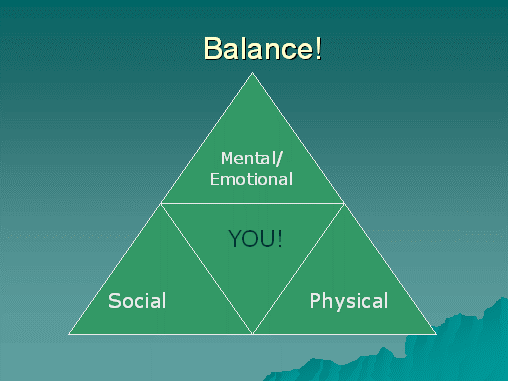 Balance!
Mental/
Emotional
YOU!
Social
Physical